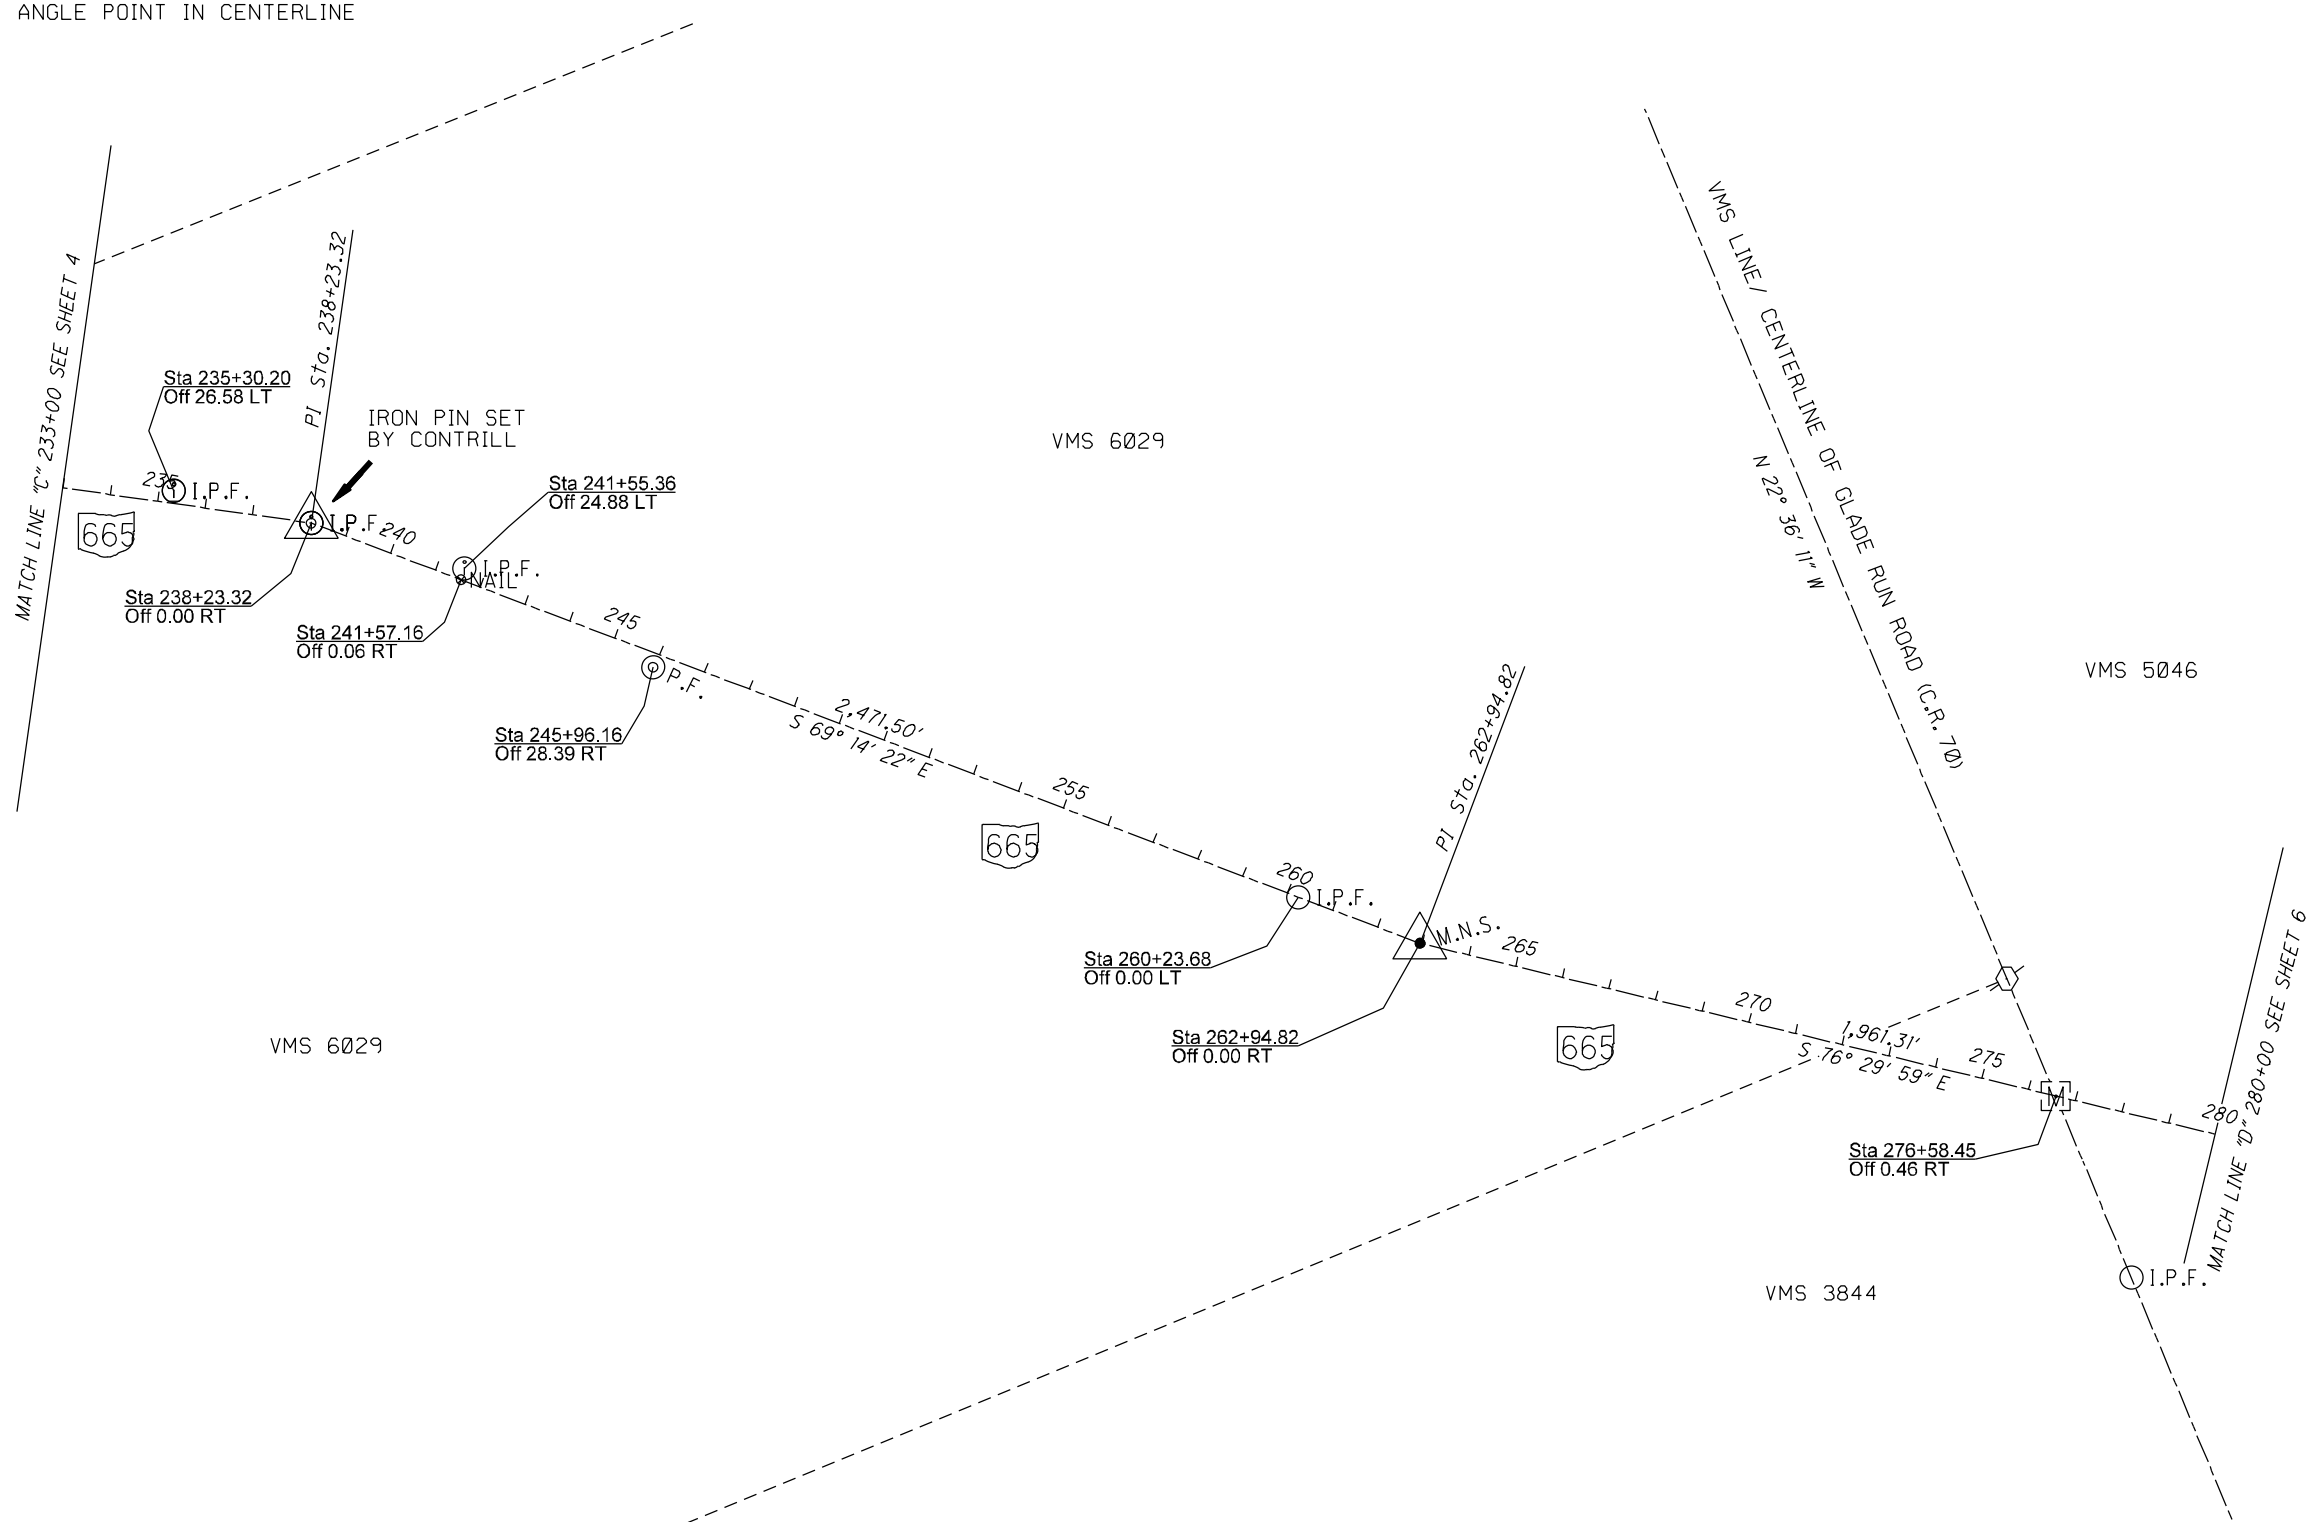 ANGLE POINT IN CENTERLINE
MATCH LINE "C" 233+00 SEE SHEET 4
PI Sta. 238+23.32
Sta 235+30.20
Off 26.58 LT
IRON PIN SET
BY CONTRILL
235
I.P.F.
665
I.P.F.
240
Sta 241+55.36
Off 24.88 LT
I.P.F.
NAIL
Sta 238+23.32
Off 0.00 RT
Sta 241+57.16
Off 0.06 RT
245
P.F.
Sta 245+96.16
Off 28.39 RT
2,471.50'
S 69° 14' 22" E
VMS 6029
255
665
260
I.P.F.
Sta 260+23.68
Off 0.00 LT
PI Sta. 262+94.82
M.N.S.
265
Sta 262+94.82
Off 0.00 RT
665
270
1,961.31'
S 76° 29' 59" E
275
VMS LINE/ CENTERLINE OF GLADE RUN ROAD (C.R. 70)
N 22° 36' 11" W
VMS 5046
M
280
Sta 276+58.45
Off 0.46 RT
MATCH LINE "D" 280+00 SEE SHEET 6
I.P.F.
VMS 6029
VMS 3844